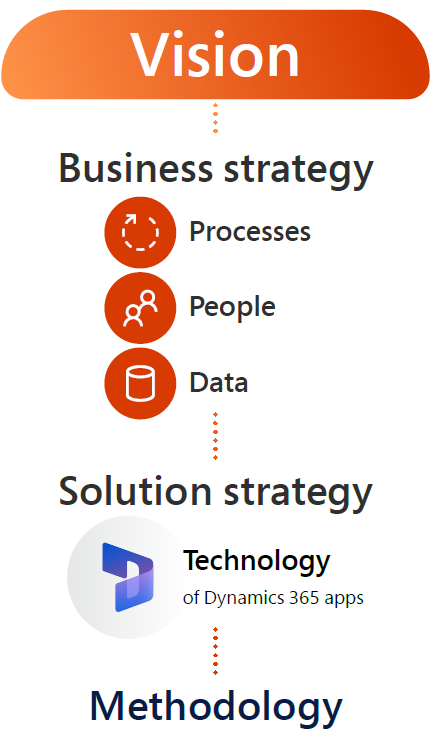 Vision
Business strategy
Processes
People
Data
Solution strategy
Technology
of Dynamics 365 apps
Methodology